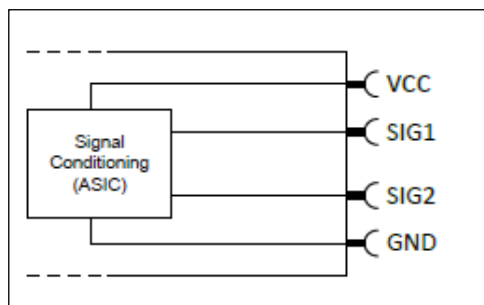 VCC
SIG1
Signal
Conditioning
(ASIC)
SIG2
GND